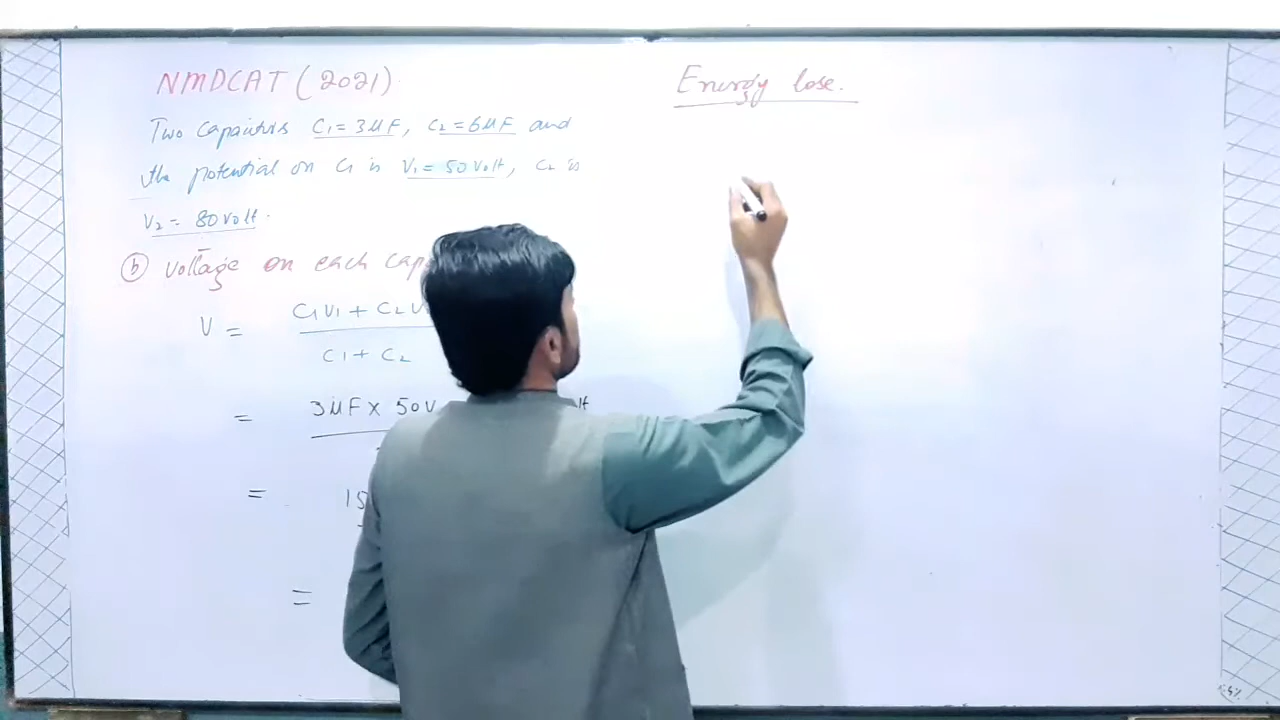 NMDCAT (2021)
Two Capacitors C₁ = 3μF, C₂ = 6μF and
the potential on C₁ is V₁ = 50 Volt, C₂ is
V₂ = 80 volt.
(b) Voltage on each
V = C₁V₁ + C₂V
C₁ + C₂
= 3μF × 50V
=
=
Energy lose.